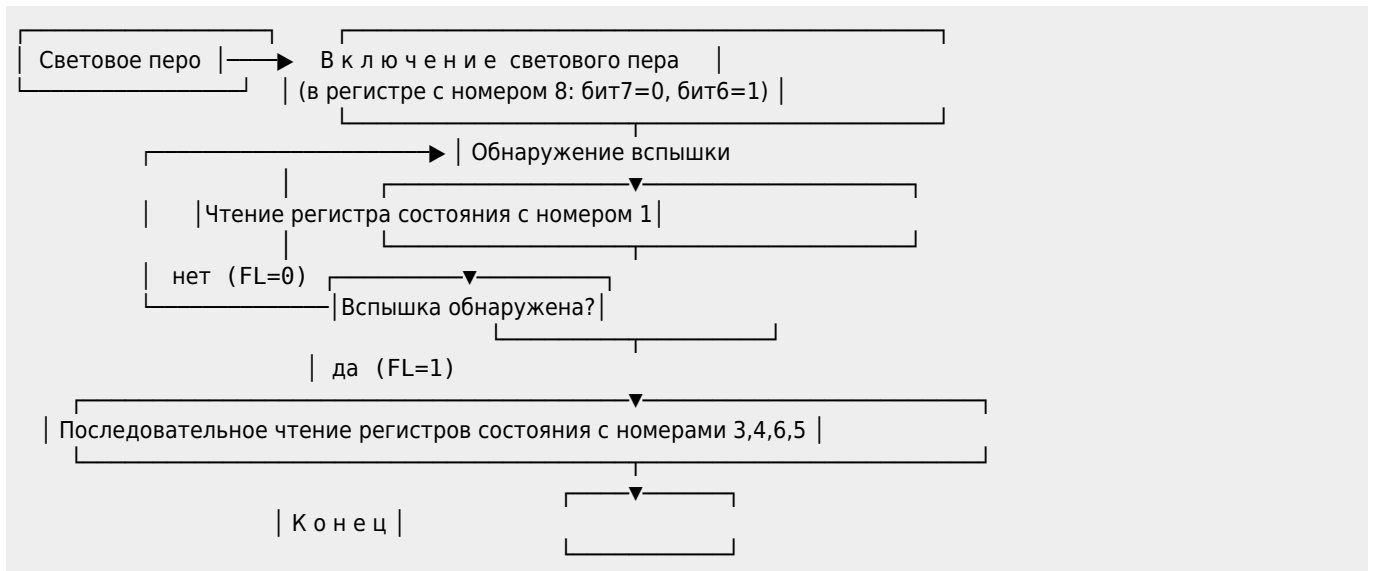 Световое перо В к л ю ч е н и е светового пера
(в регистре с номером 8: бит7=0, бит6=1)
Обнаружение вспышки
Чтение регистра состояния с номером 1
нет (FL=0)
Вспышка обнаружена?
да (FL=1)
Последовательное чтение регистров состояния с номерами 3,4,6,5
К о н е ц